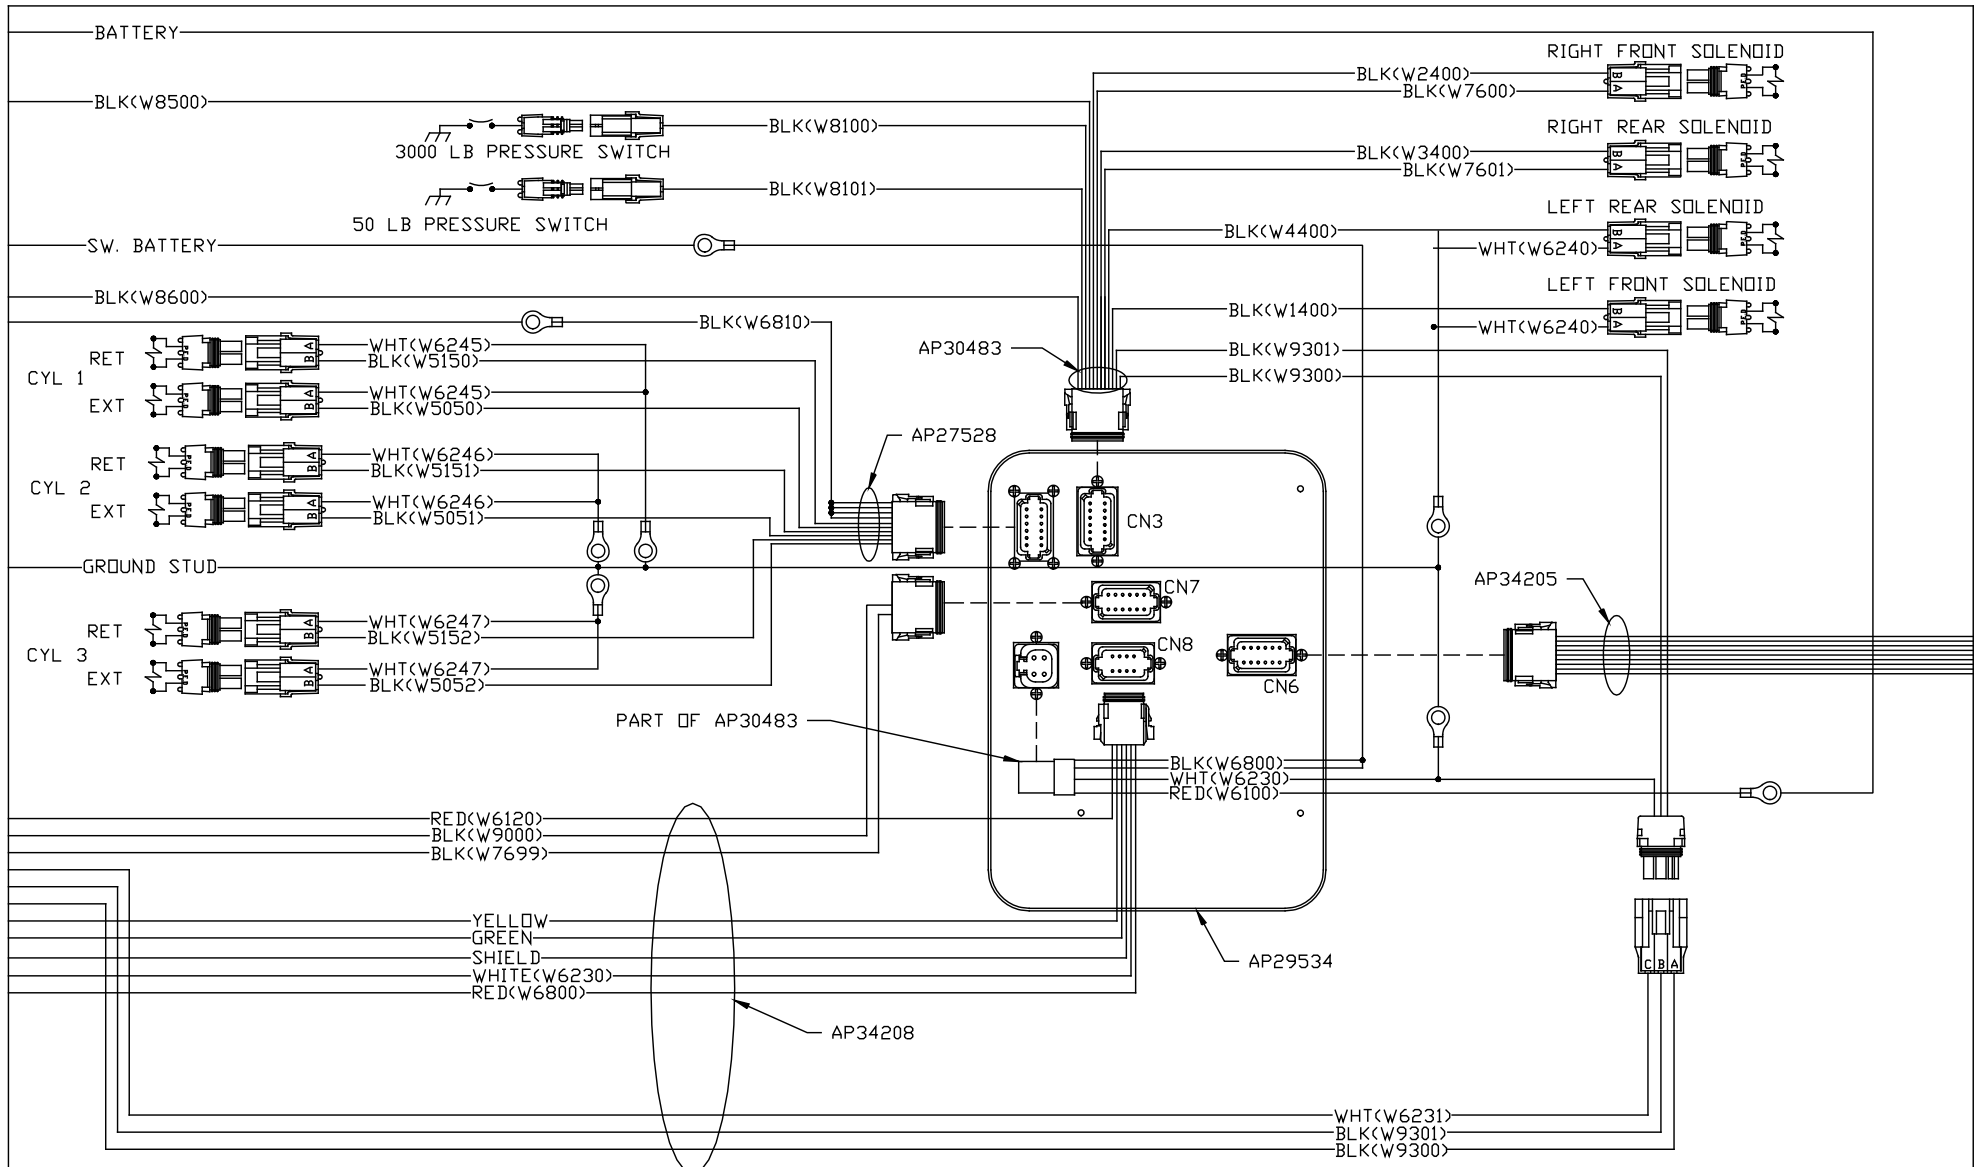 BATTERY
RIGHT FRONT SOLENOID
BLK(W2400)
B
A
BLK(W7600)
BLK(W8500)
BLK(W8100)
3000 LB PRESSURE SWITCH
RIGHT REAR SOLENOID
BLK(W3400)
B
A
BLK(W7601)
BLK(W8101)
50 LB PRESSURE SWITCH
LEFT REAR SOLENOID
BLK(W4400)
B
A
WHT(W6240)
SW. BATTERY
LEFT FRONT SOLENOID
BLK(W8600)
BLK(W1400)
B
A
WHT(W6240)
BLK(W6810)
AP30483
BLK(W9301)
BLK(W9300)
CYL 1
RET
A
B
WHT(W6245)
BLK(W5150)
EXT
A
B
WHT(W6245)
BLK(W5050)
AP27528
CYL 2
RET
A
B
WHT(W6246)
BLK(W5151)
EXT
A
B
WHT(W6246)
BLK(W5051)
CN3
GROUND STUD
CN7
AP34205
CYL 3
RET
A
B
WHT(W6247)
BLK(W5152)
EXT
A
B
WHT(W6247)
BLK(W5052)
CN8
CN6
PART OF AP30483
BLK(W6800)
WHT(W6230)
RED(W6100)
RED(W6120)
BLK(W9000)
BLK(W7699)
YELLOW
GREEN
SHIELD
WHITE(W6230)
RED(W6800)
AP29534
C B A
AP34208
WHT(W6231)
BLK(W9301)
BLK(W9300)